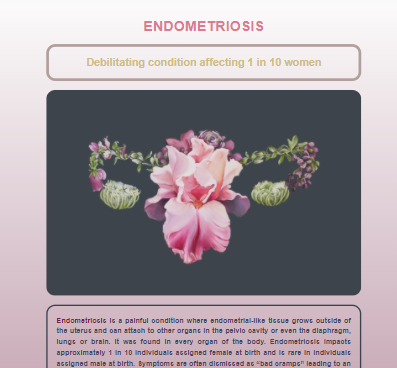 ENDOMETRIOSIS
Debilitating condition affecting 1 in 10 women
Endometriosis is a painful condition where endometrial-like tissue grows outside of
the uterus and can attach to other organs in the pelvic cavity or even the diaphragm,
lungs or brain. It was found in every organ of the body. Endometriosis impacts
approximately 1 in 10 individuals assigned female at birth and is rare in individuals
assigned male at birth. Symptoms are often dismissed as "bad cramps" leading to an